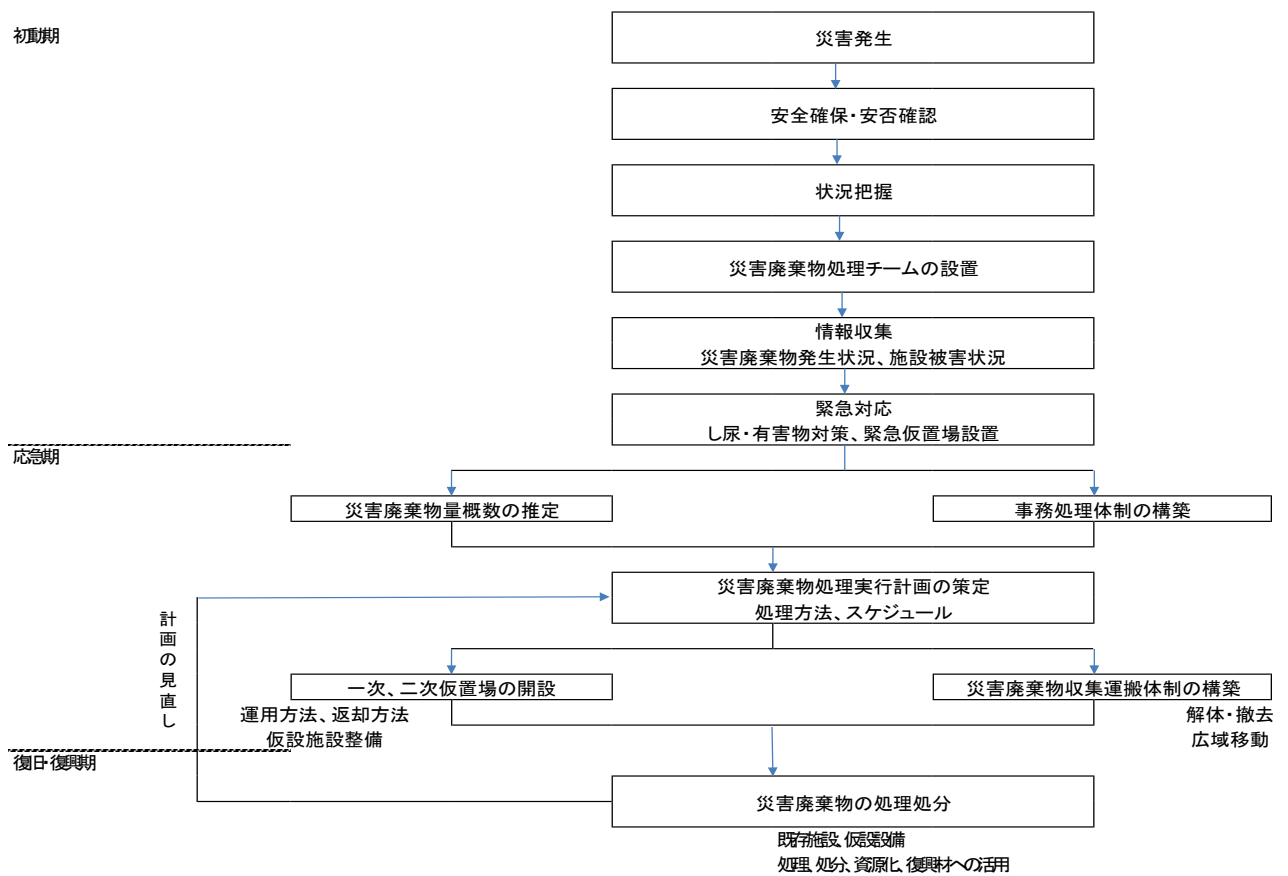 初動期
災害発生
安全確保・安否確認
状況把握
災害廃棄物処理チームの設置
情報収集
災害廃棄物発生状況、施設被害状況
緊急対応
し尿・有害物対策、緊急仮置場設置
応急期
災害廃棄物量概数の推定
事務処理体制の構築
災害廃棄物処理実行計画の策定
処理方法、スケジュール
計画の見直し
一次、二次仮置場の開設
災害廃棄物収集運搬体制の構築
運用方法、返却方法
仮設施設整備
解体・撤去
広域移動
復旧・復興期
災害廃棄物の処理処分
既存施設、仮設設備
処理、処分、資源化、復興材への活用